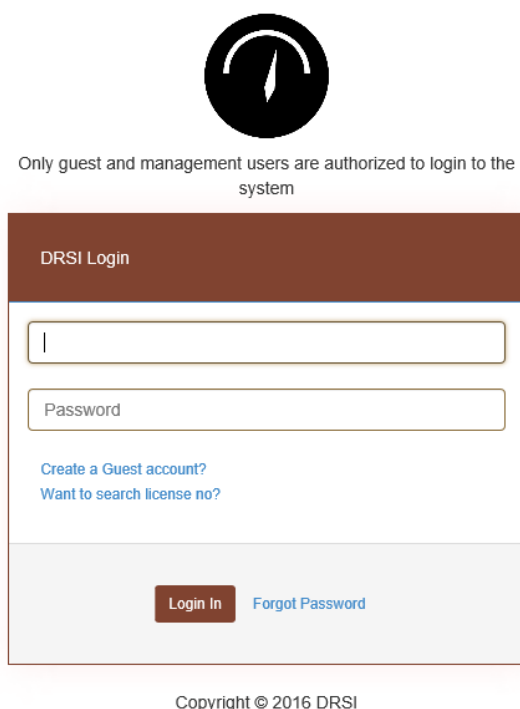 Only guest and management users are authorized to login to the
system
DRSI Login
Password
Create a Guest account?
Want to search license no?
Login In
Forgot Password
Copyright © 2016 DRSI